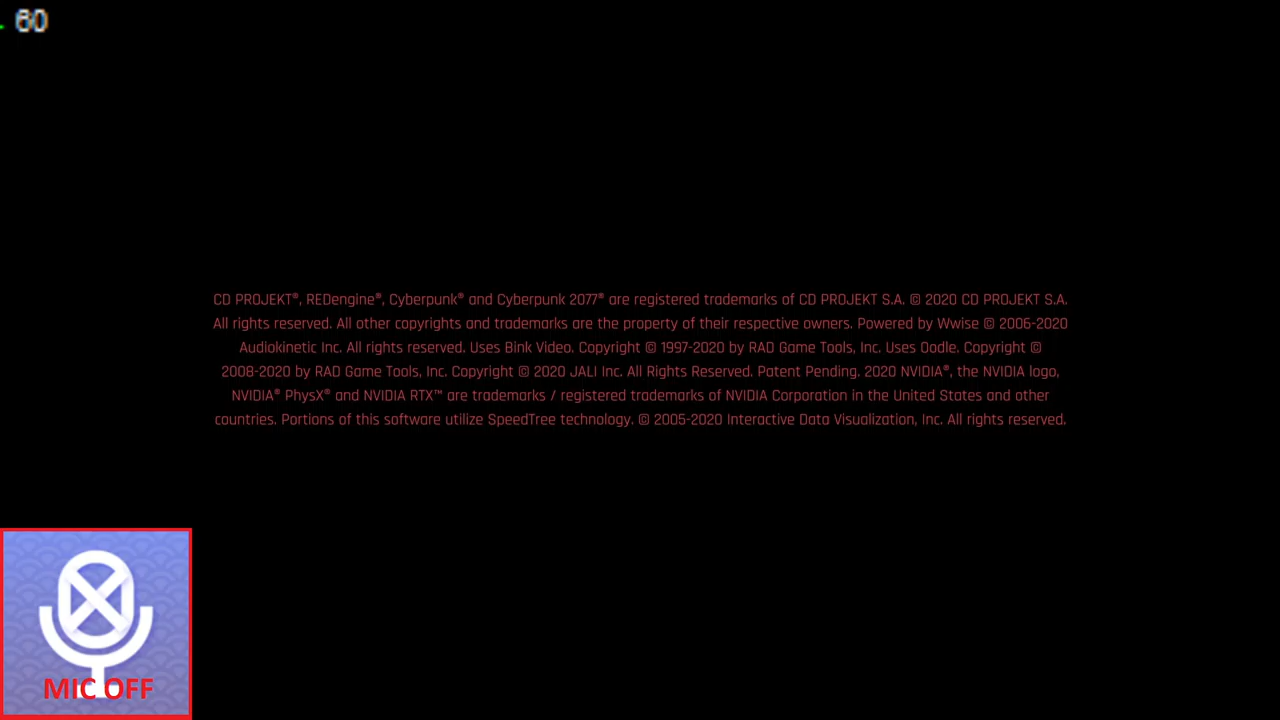 60
CD PROJEKT®, REDengine®, Cyberpunk® and Cyberpunk 2077® are registered trademarks of CD PROJEKT S.A. © 2020 CD PROJEKT S.A.
All rights reserved. All other copyrights and trademarks are the property of their respective owners. Powered by Wwise © 2006-2020
Audiokinetic Inc. All rights reserved. Uses Bink Video. Copyright © 1997-2020 by RAD Game Tools, Inc. Uses Oodle. Copyright ©
2008-2020 by RAD Game Tools, Inc. Copyright © 2020 JALI Inc. All Rights Reserved. Patent Pending. 2020 NVIDIA®, the NVIDIA logo,
NVIDIA® PhysX® and NVIDIA RTX™ are trademarks / registered trademarks of NVIDIA Corporation in the United States and other
countries. Portions of this software utilize SpeedTree technology. © 2005-2020 Interactive Data Visualization, Inc. All rights reserved.
MIC OFF